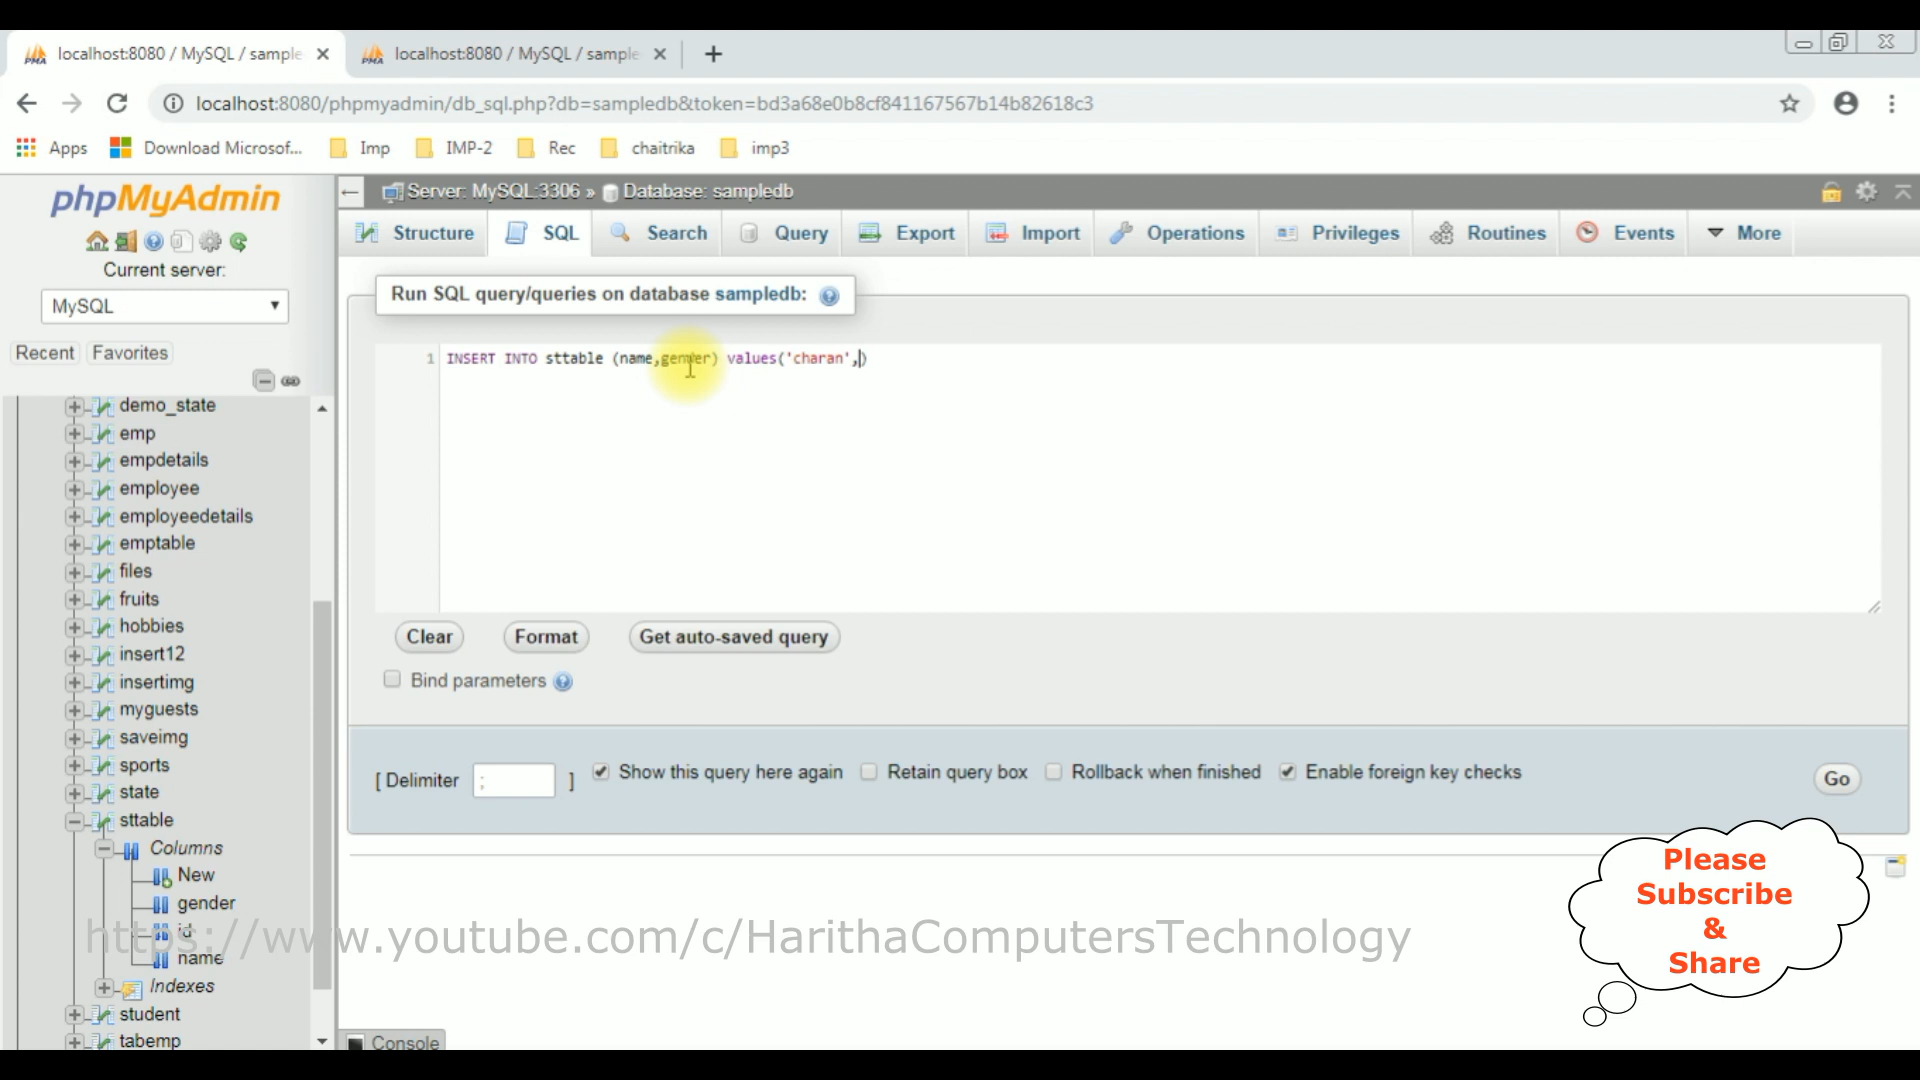 localhost:8080 / MySQL / sample
localhost:8080 / MySQL / sample
localhost:8080/phpmyadmin/db_sql.php?db=sampledb&token=bd3a68e0b8cf841167567b14b82618c3
Apps
Download Microsof...
Imp
IMP-2
Rec
chaitrika
imp3
phpMyAdmin
Current server:
MySQL
Recent Favorites
demo_state
emp
empdetails
employee
employeedetails
emptable
files
fruits
hobbies
insert12
insertimg
myguests
saveimg
sports
state
sttable
Columns
New
gender
id
name
Indexes
student
tabemp
Server: MySQL:3306 » Database: sampledb
Structure
SQL
Search
Query
Export
Import
Operations
Privileges
Routines
Events
More
Run SQL query/queries on database sampledb:
1 INSERT INTO sttable (name,gender) values('charan',)
Clear
Format
Get auto-saved query
Bind parameters
[ Delimiter ; ]
Show this query here again
Retain query box
Rollback when finished
Enable foreign key checks
Go
Please
Subscribe
&
Share
https://www.youtube.com/c/HarithaComputersTechnology
Console